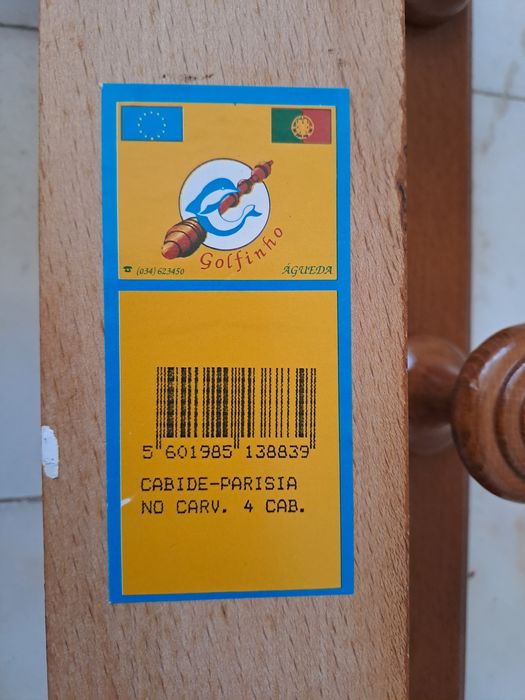 Golfinho
☎ (034) 623450 ÁGUEDA
5 601985 138839
CABIDE-PARISIA
NO CARV. 4 CAB.